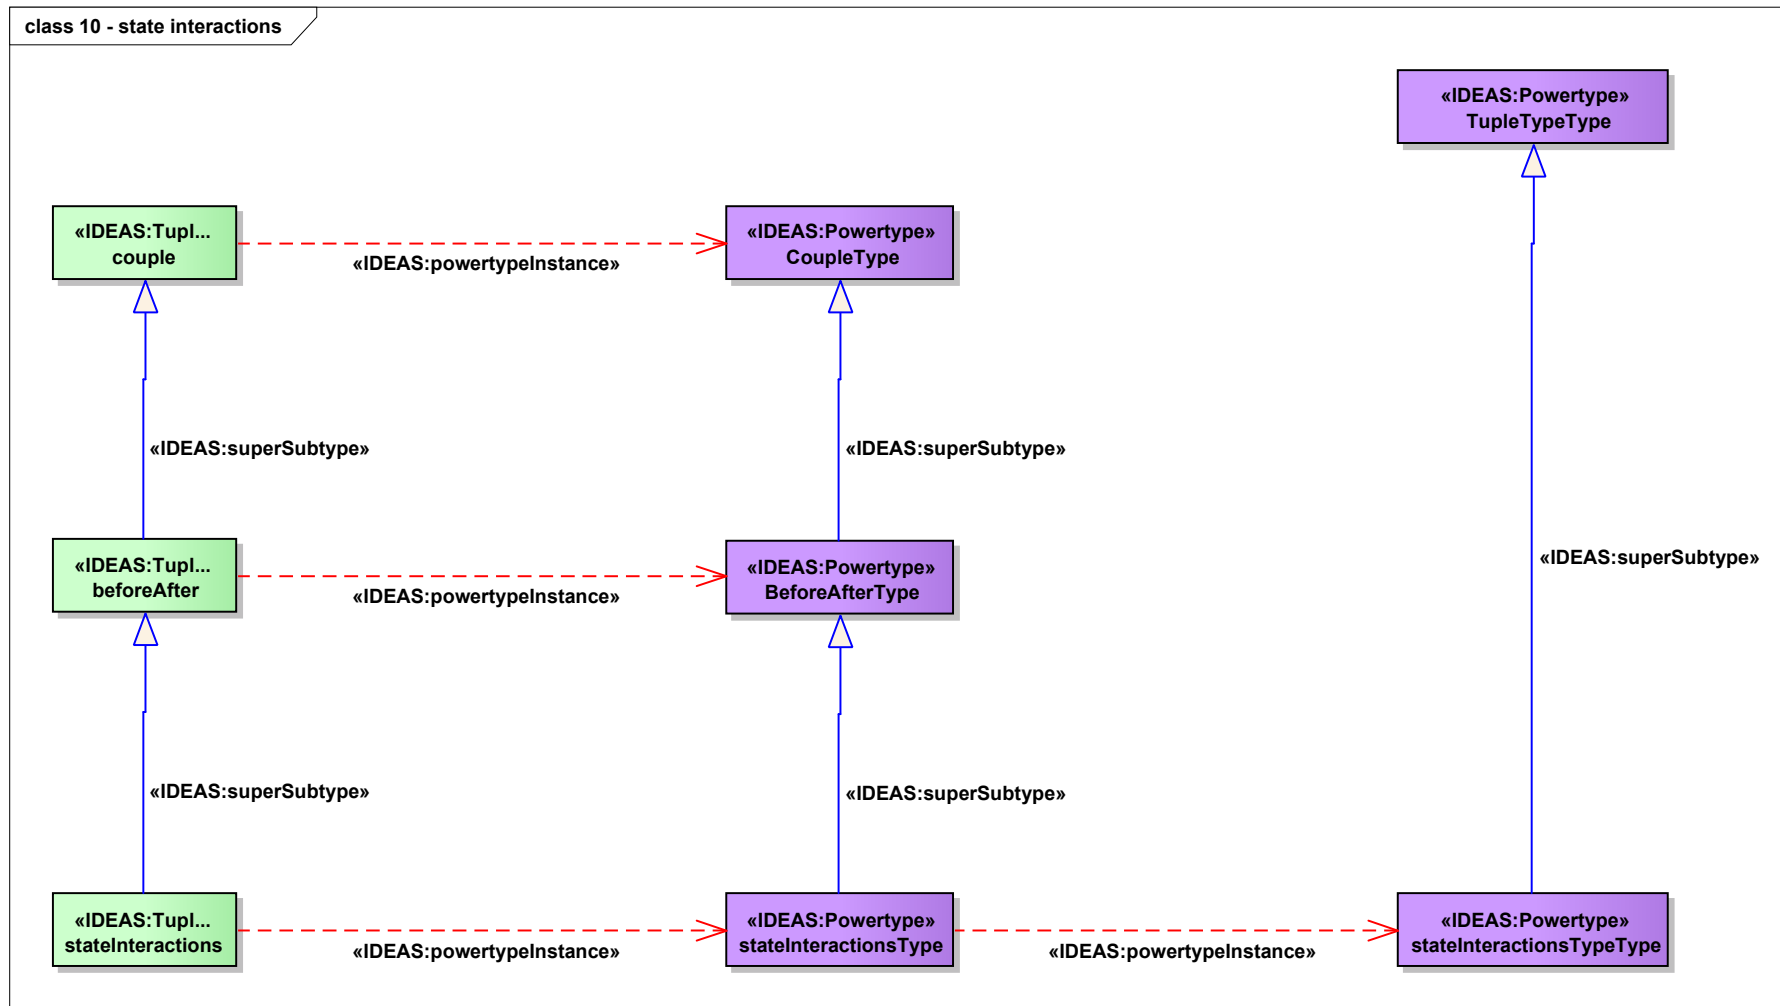 class 10 - state interactions
«IDEAS:Powertype»
TupleTypeType
«IDEAS:Tupl...
couple
«IDEAS:powertypeInstance»
«IDEAS:Powertype»
CoupleType
«IDEAS:superSubtype»
«IDEAS:superSubtype»
«IDEAS:superSubtype»
«IDEAS:Tupl...
beforeAfter
«IDEAS:powertypeInstance»
«IDEAS:Powertype»
BeforeAfterType
«IDEAS:superSubtype»
«IDEAS:superSubtype»
«IDEAS:Tupl...
stateInteractions
«IDEAS:powertypeInstance»
«IDEAS:Powertype»
stateInteractionsType
«IDEAS:powertypeInstance»
«IDEAS:Powertype»
stateInteractionsTypeType